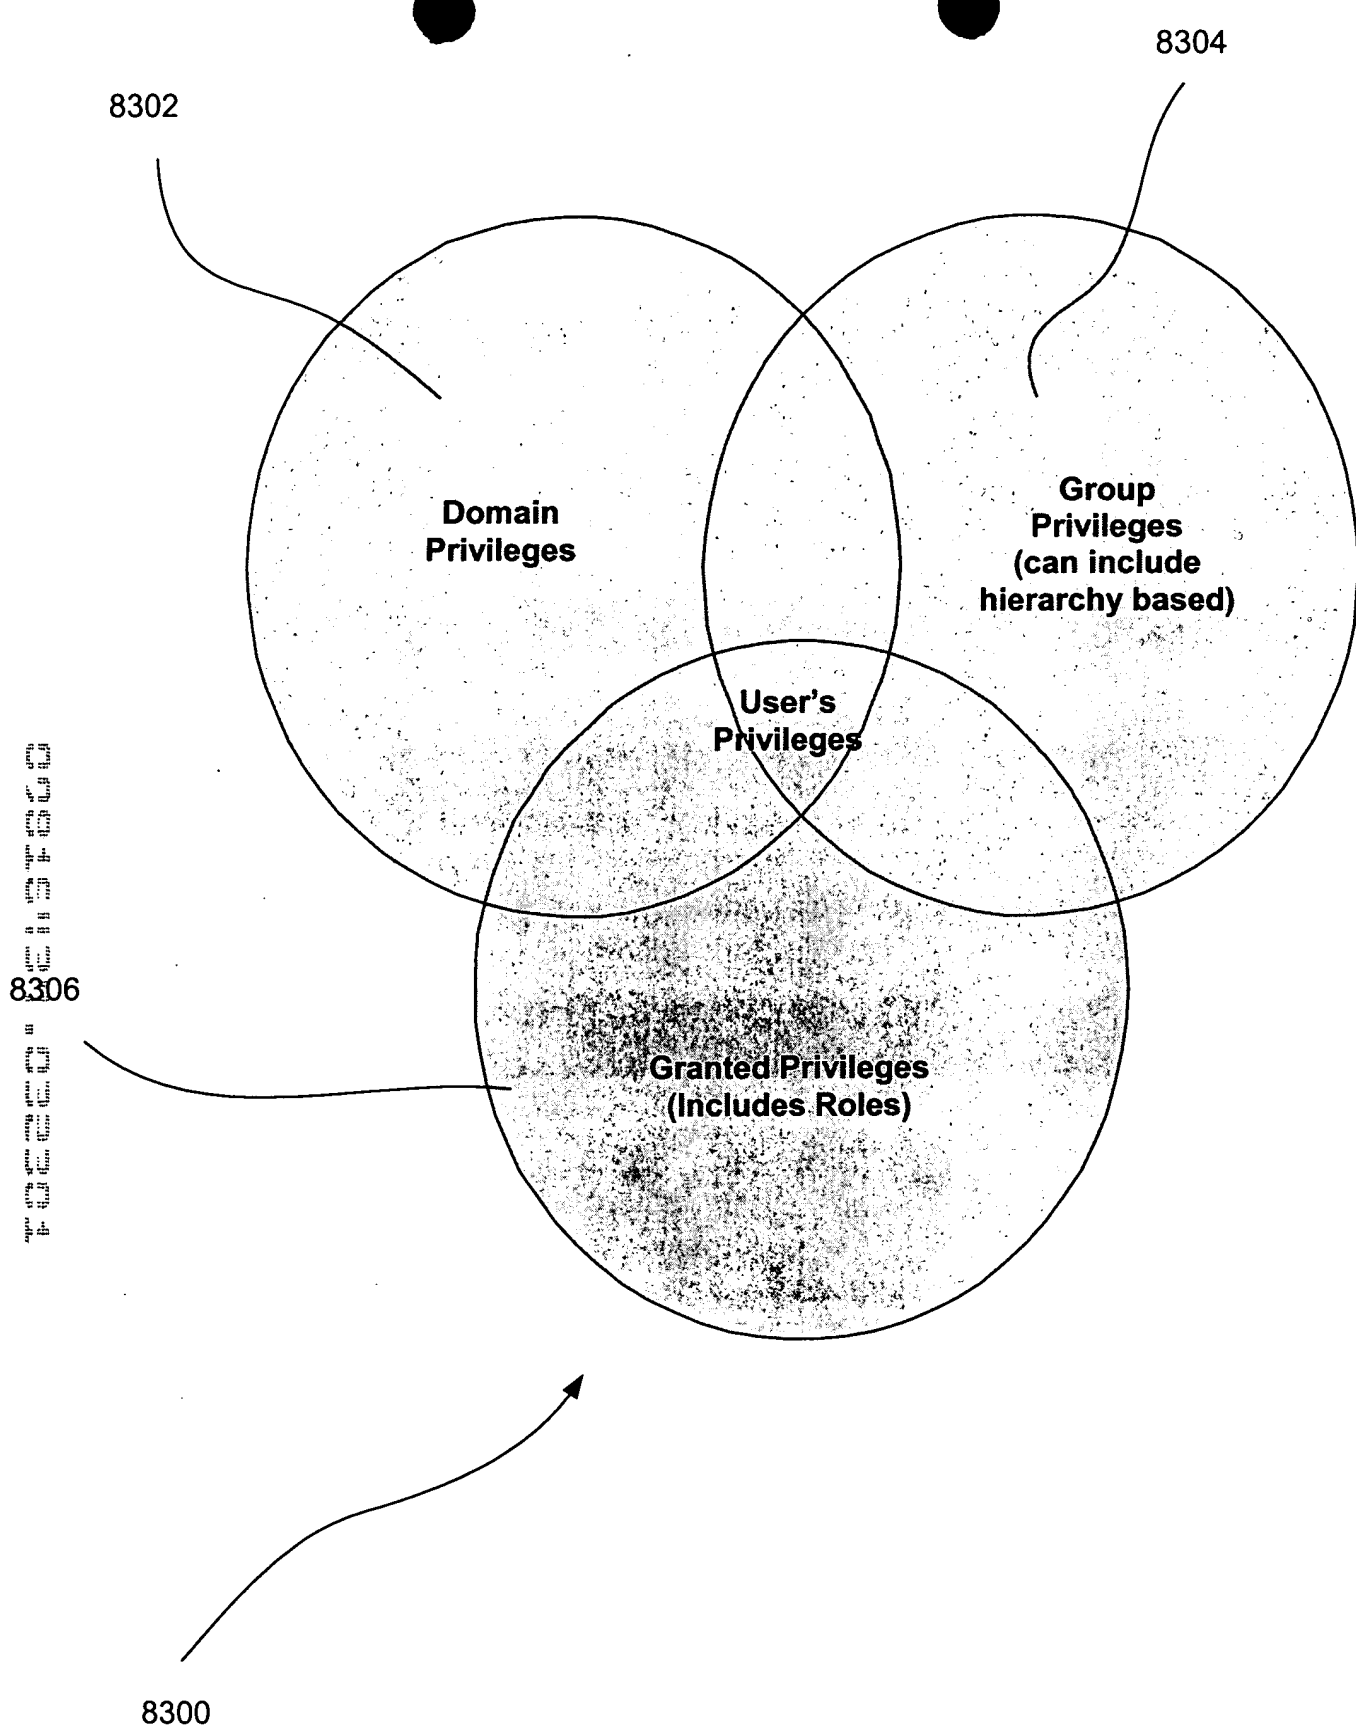 8304
8302
Domain
Privileges
Group
Privileges
(can include
hierarchy based)
User's
Privileges
8306
Granted Privileges
(Includes Roles)
8300